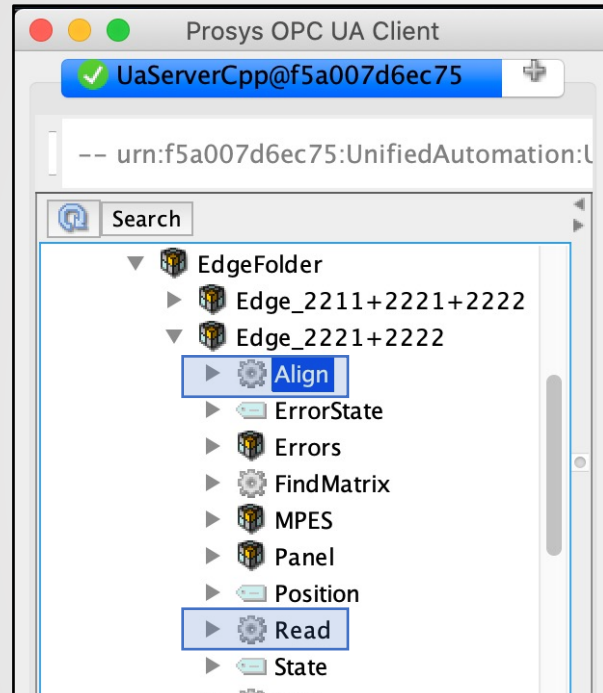 Prosys OPC UA Client
UaServerCpp@f5a007d6ec75
-- urn:f5a007d6ec75:UnifiedAutomation:U
Search
EdgeFolder
Edge_2211+2221+2222
Edge_2221+2222
Align
ErrorState
Errors
FindMatrix
MPES
Panel
Position
Read
State